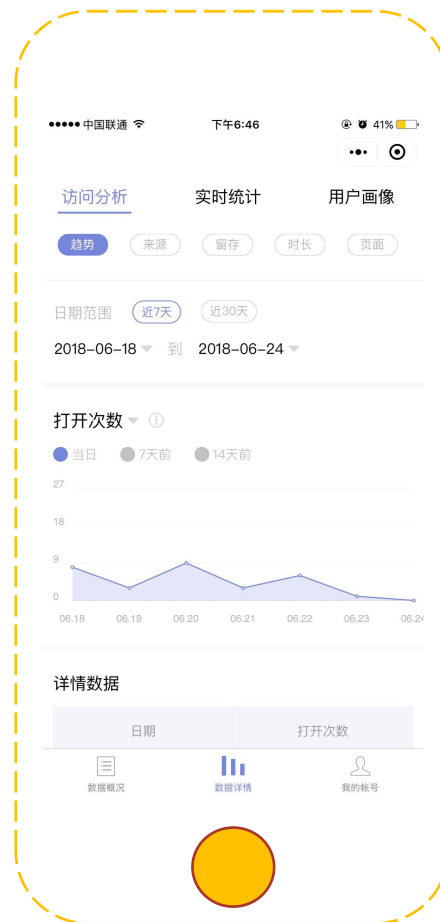 中国联通 下午6:46 41%
访问分析 实时统计 用户画像
趋势 来源 留存 时长 页面
日期范围 近7天 近30天
2018-06-18 到 2018-06-24
打开次数
当日 7天前 14天前
27
18
9
0
06.18 06.19 06.20 06.21 06.22 06.23 06.24
详情数据
日期 打开次数
数据概况 数据详情 我的帐号